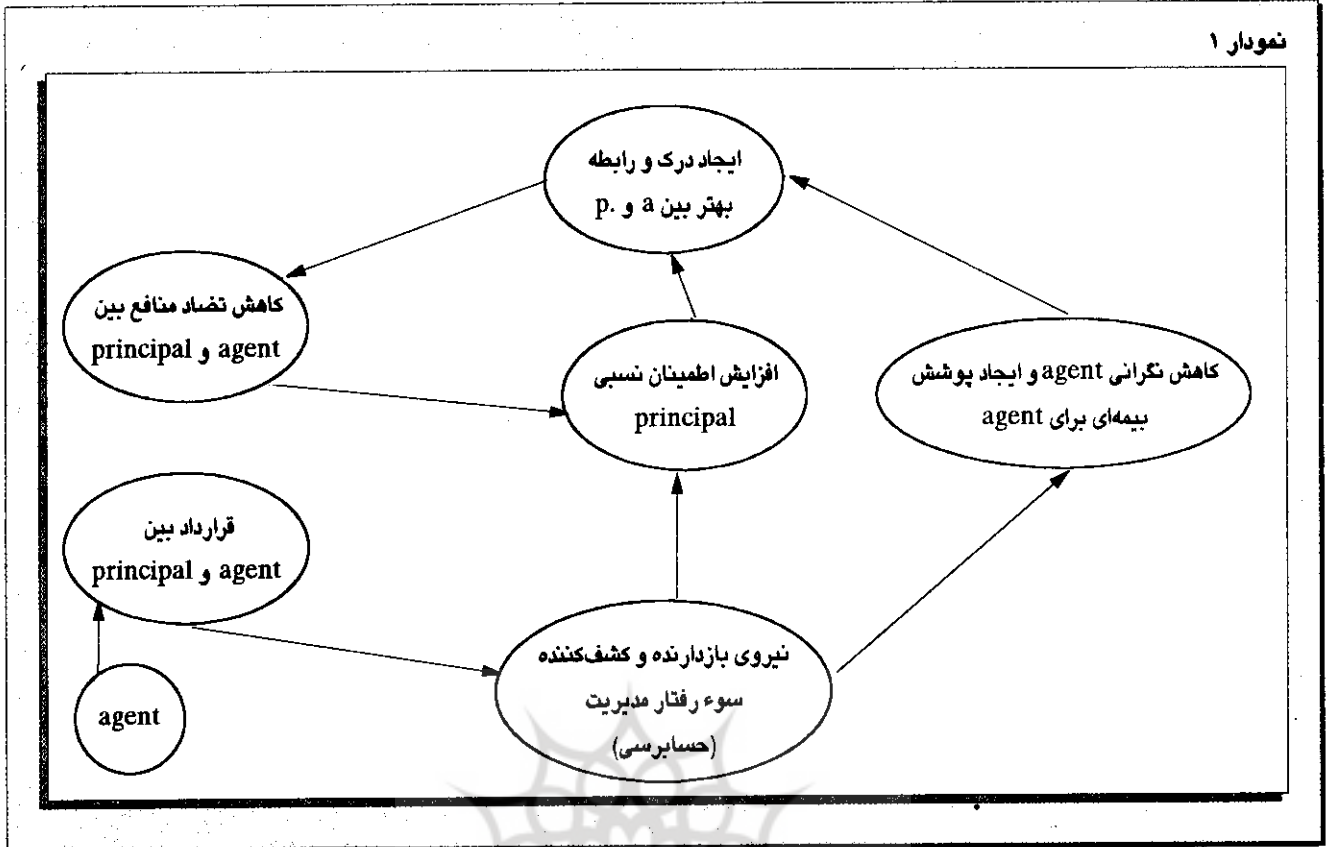 نمودار ۱
ایجاد درک و رابطه
بهتر بین a و p.
کاهش تضاد منافع بین
agent و principal
افزایش اطمینان نسبی
principal
کاهش نگرانی agent و ایجاد پوشش
بیمه‌ای برای agent
قرارداد بین
agent و principal
نیروی بازدارنده و کشف‌کننده
سوء رفتار مدیریت
(حسابرسی)
agent